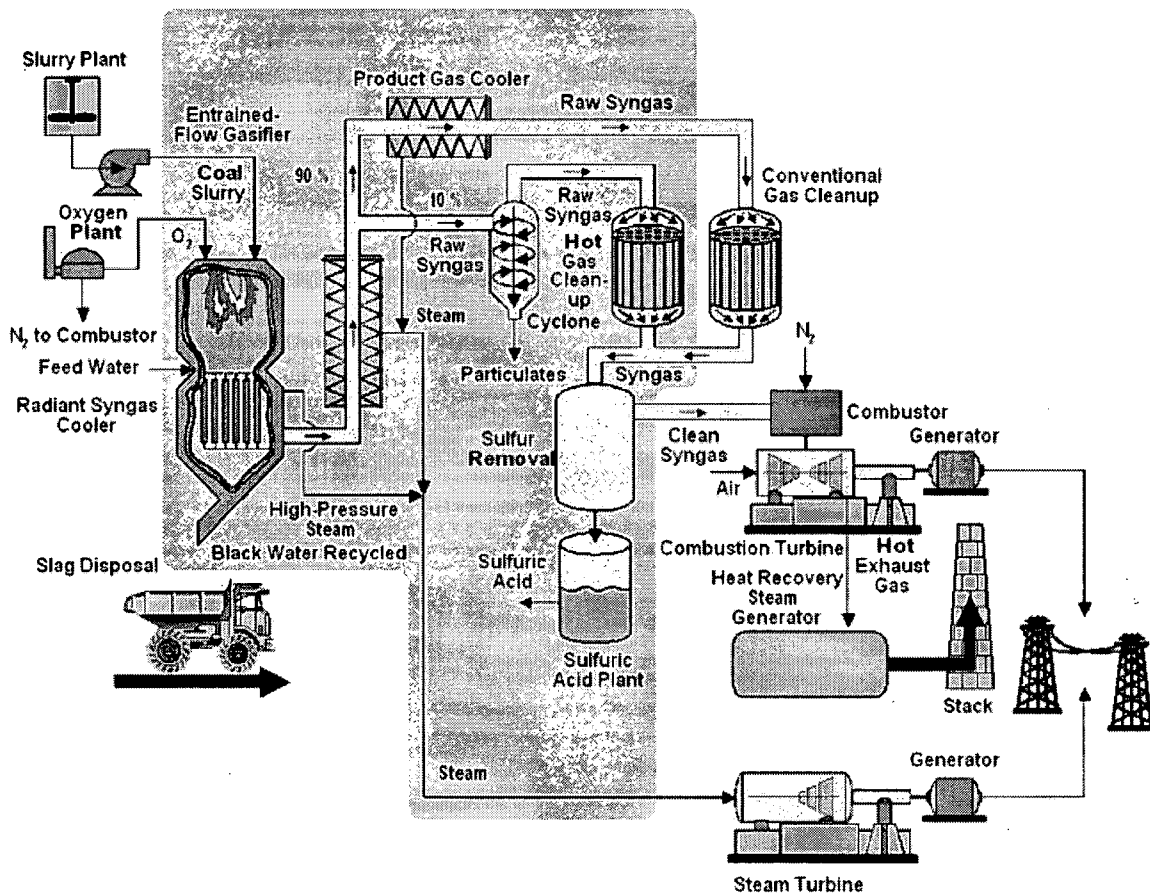 Slurry Plant
Entrained-
Flow Gasifier
Coal
Slurry
Oxygen
Plant
O2
N2 to Combustor
Feed Water
Radiant Syngas
Cooler
Product Gas Cooler
Raw Syngas
90 %
10 %
Raw
Syngas
Steam
Cyclone
Particulates
Raw
Syngas
Hot
Gas
Clean-
up
Conventional
Gas Cleanup
Syngas
High-Pressure
Steam
Black Water Recycled
Slag Disposal
Sulfur
Removal
Sulfuric
Acid
Sulfuric
Acid Plant
N2
Combustor
Clean
Syngas
Air
Generator
Combustion Turbine
Hot
Exhaust
Gas
Heat Recovery
Steam
Generator
Stack
Steam
Generator
Steam Turbine